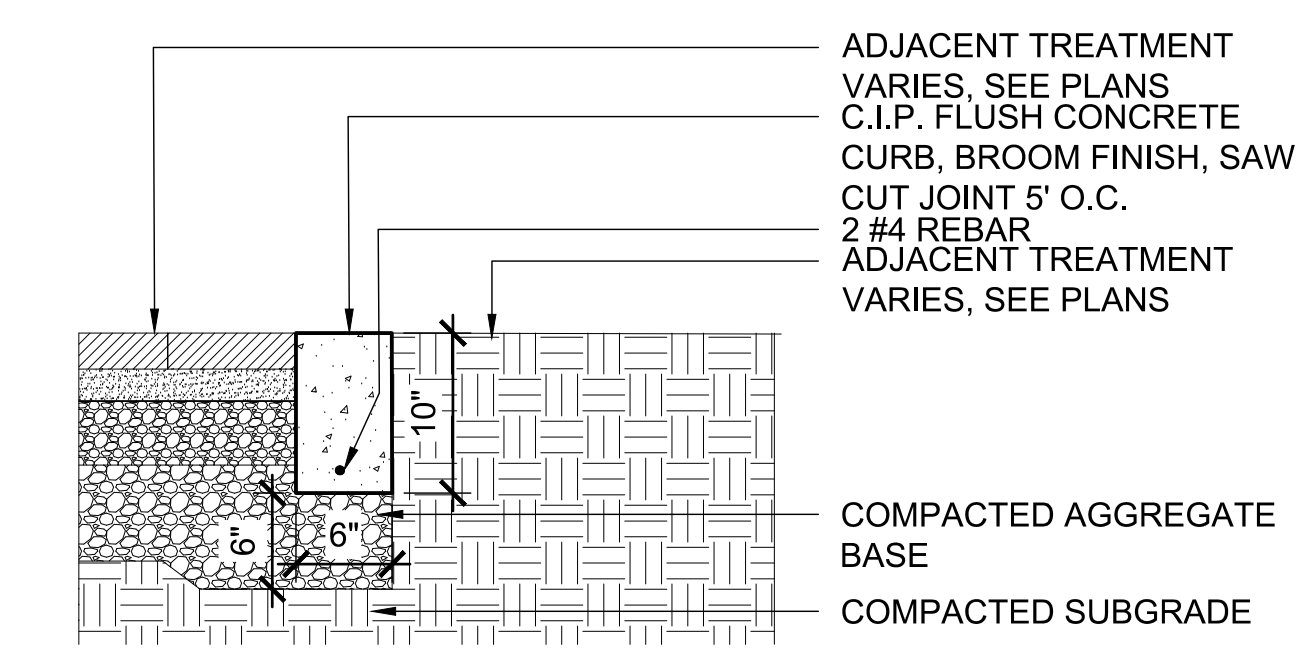 ADJACENT TREATMENT
VARIES, SEE PLANS
C.I.P. FLUSH CONCRETE
CURB, BROOM FINISH, SAW
CUT JOINT 5' O.C.
2 #4 REBAR
ADJACENT TREATMENT
VARIES, SEE PLANS
10"
6"
6"
COMPACTED AGGREGATE
BASE
COMPACTED SUBGRADE